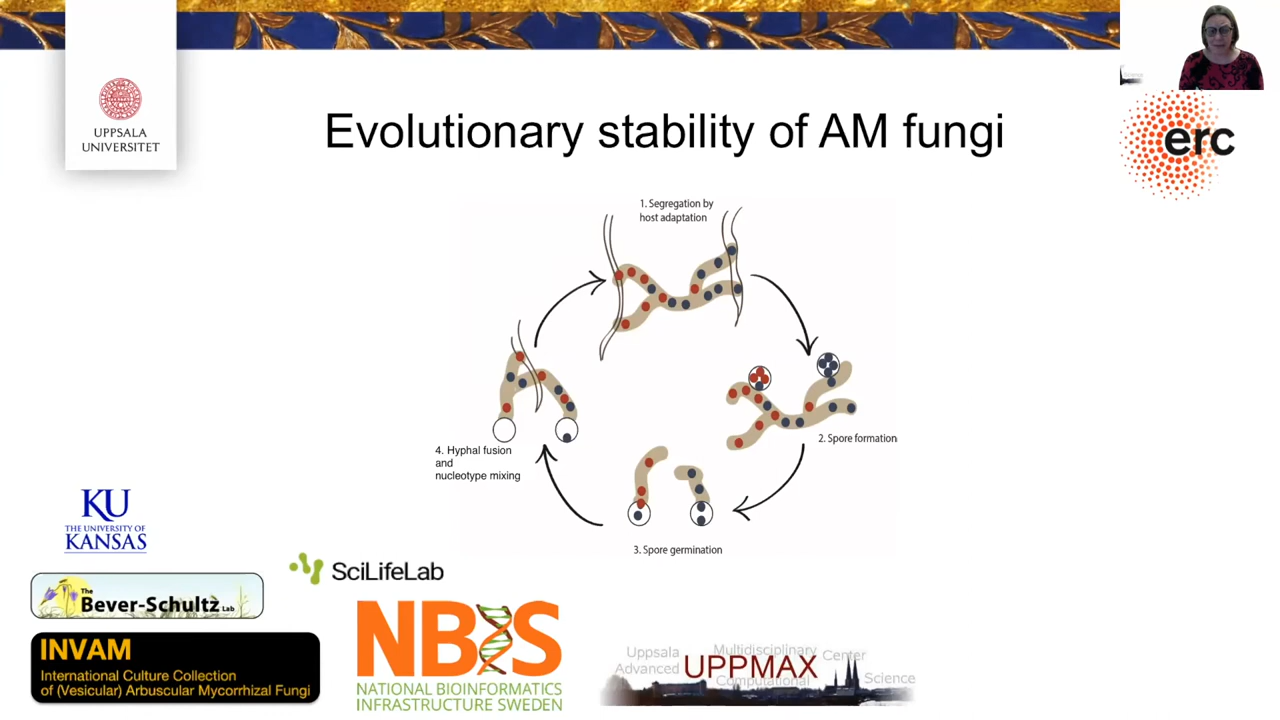 UPPSALA
UNIVERSITET
Evolutionary stability of AM fungi
erc
1. Segregation by
host adaptation
2. Spore formation
3. Spore germination
4. Hyphal fusion
and
nucleotype mixing
KU
THE UNIVERSITY OF
KANSAS
The
Bever-Schultz Lab
INVAM
International Culture Collection
of (Vesicular) Arbuscular Mycorrhizal Fungi
SciLifeLab
NBIS
NATIONAL BIOINFORMATICS
INFRASTRUCTURE SWEDEN
Uppsala Multidisciplinary Center
Advanced UPPMAX
Computational Science